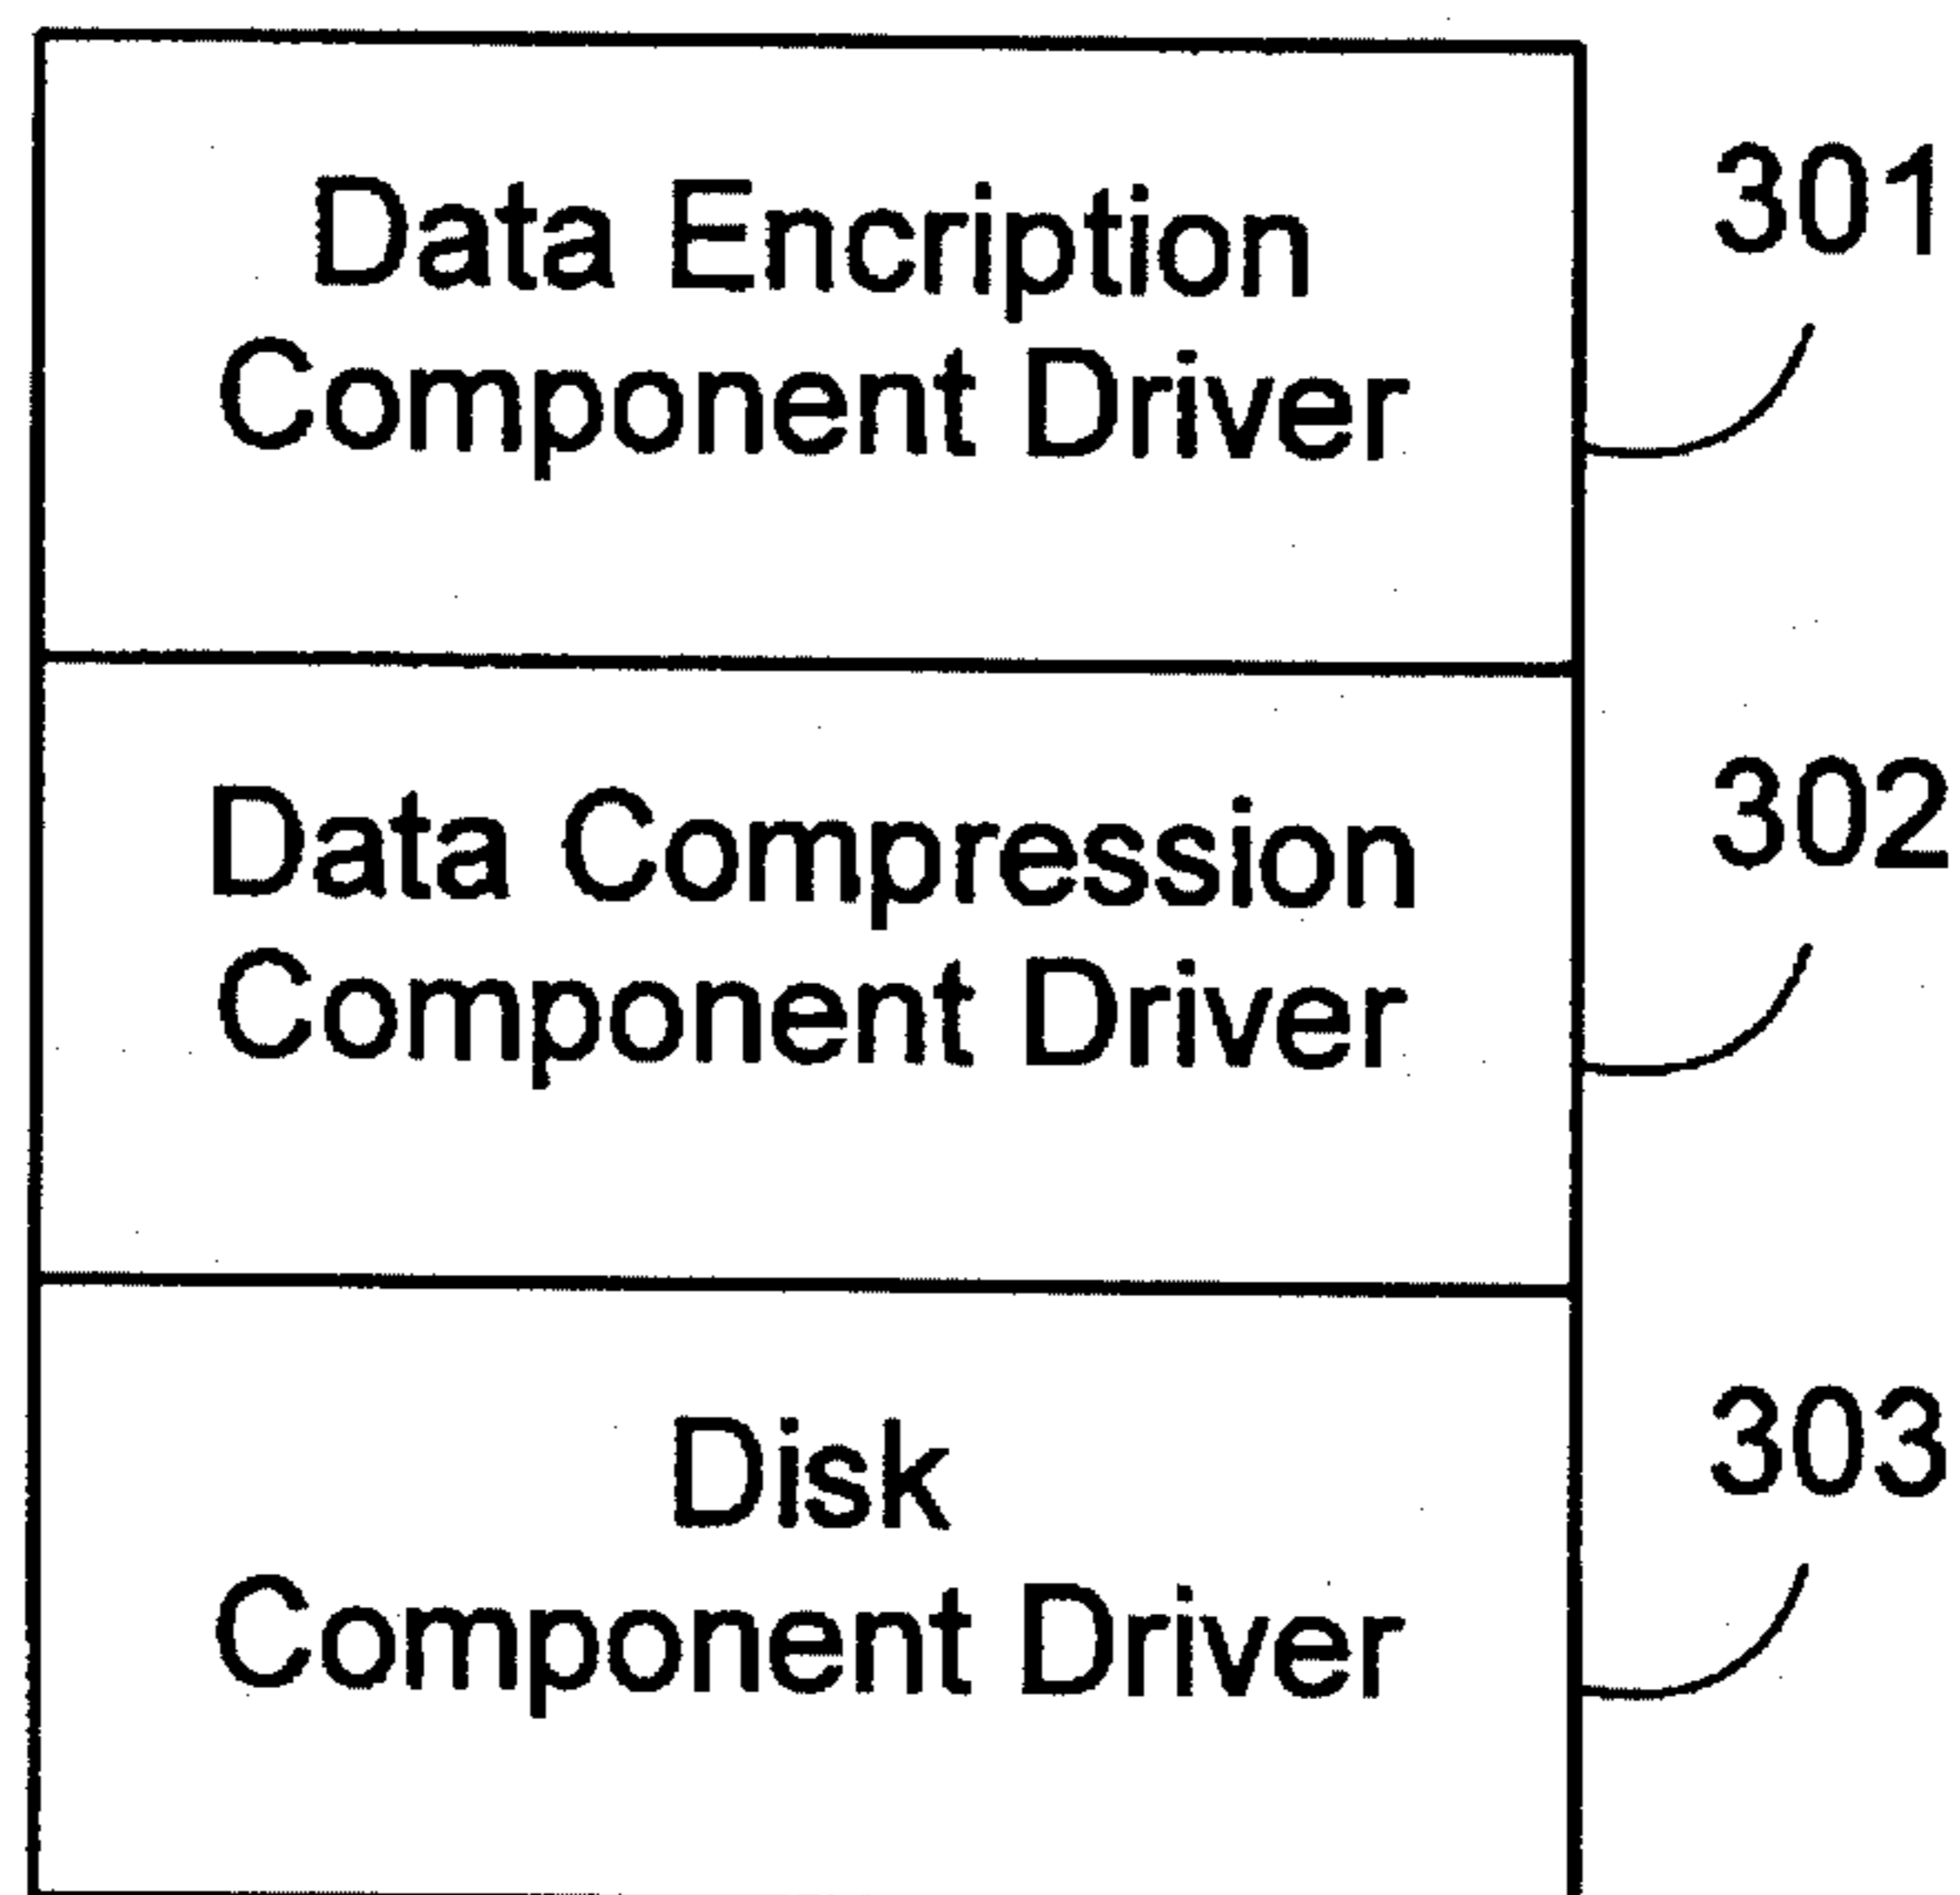 Data Encription
Component Driver
301
Data Compression
Component Driver
302
Disk
Component Driver
303